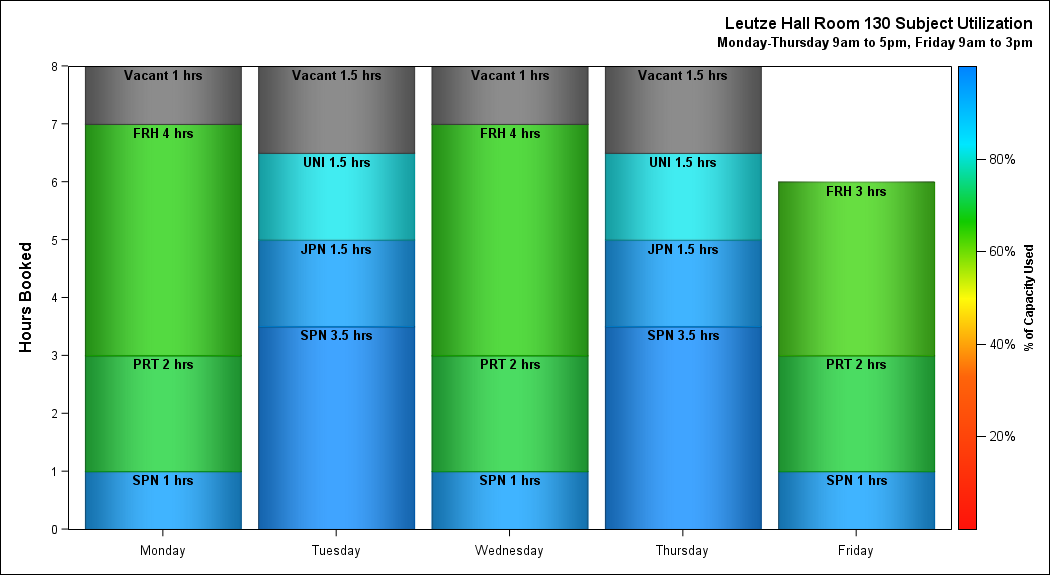 Leutze Hall Room 130 Subject Utilization
Monday-Thursday 9am to 5pm, Friday 9am to 3pm
Hours Booked
8
7
6
5
4
3
2
1
0
Vacant 1 hrs
FRH 4 hrs
PRT 2 hrs
SPN 1 hrs
Vacant 1.5 hrs
UNI 1.5 hrs
JPN 1.5 hrs
SPN 3.5 hrs
Vacant 1 hrs
FRH 4 hrs
PRT 2 hrs
SPN 1 hrs
Vacant 1.5 hrs
UNI 1.5 hrs
JPN 1.5 hrs
SPN 3.5 hrs
FRH 3 hrs
PRT 2 hrs
SPN 1 hrs
Monday
Tuesday
Wednesday
Thursday
Friday
80%
60%
40%
20%
% of Capacity Used